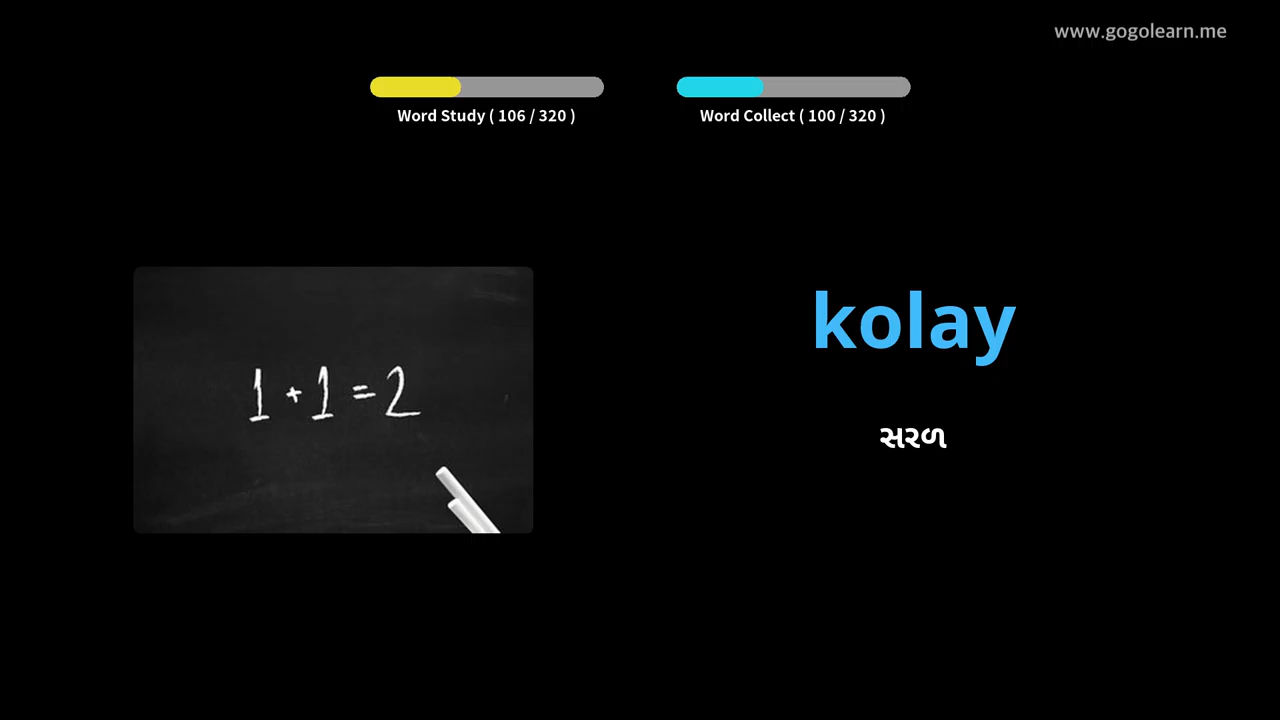 www.gogolearn.me
Word Study ( 106 / 320 )
Word Collect ( 100 / 320 )
1 + 1 = 2
kolay
સરળ